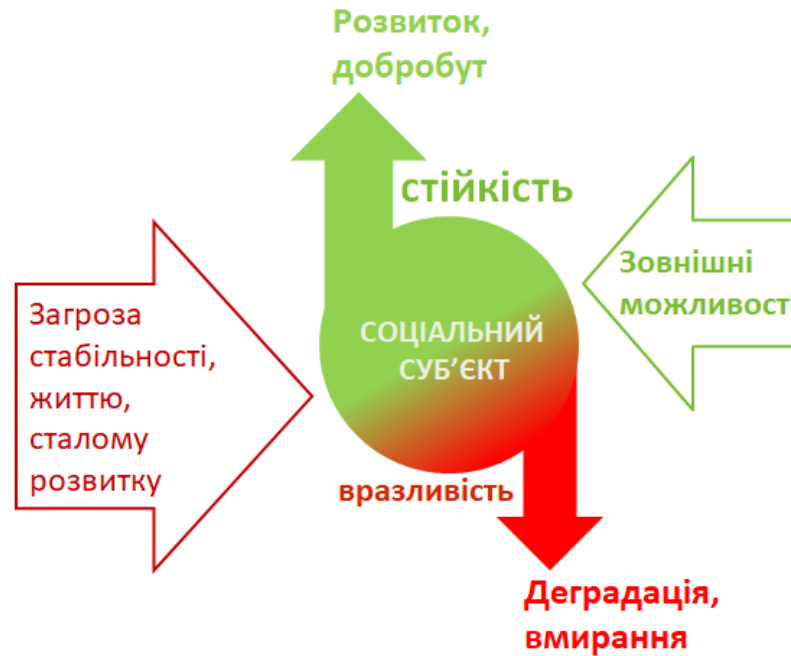 Розвиток,
добробут
стійкість
Зовнішні
можливост
Загроза
стабільності,
життю,
сталому
розвитку
СОЦІАЛЬНИЙ
СУБ’ЄКТ
вразливість
Деградація,
вмирання